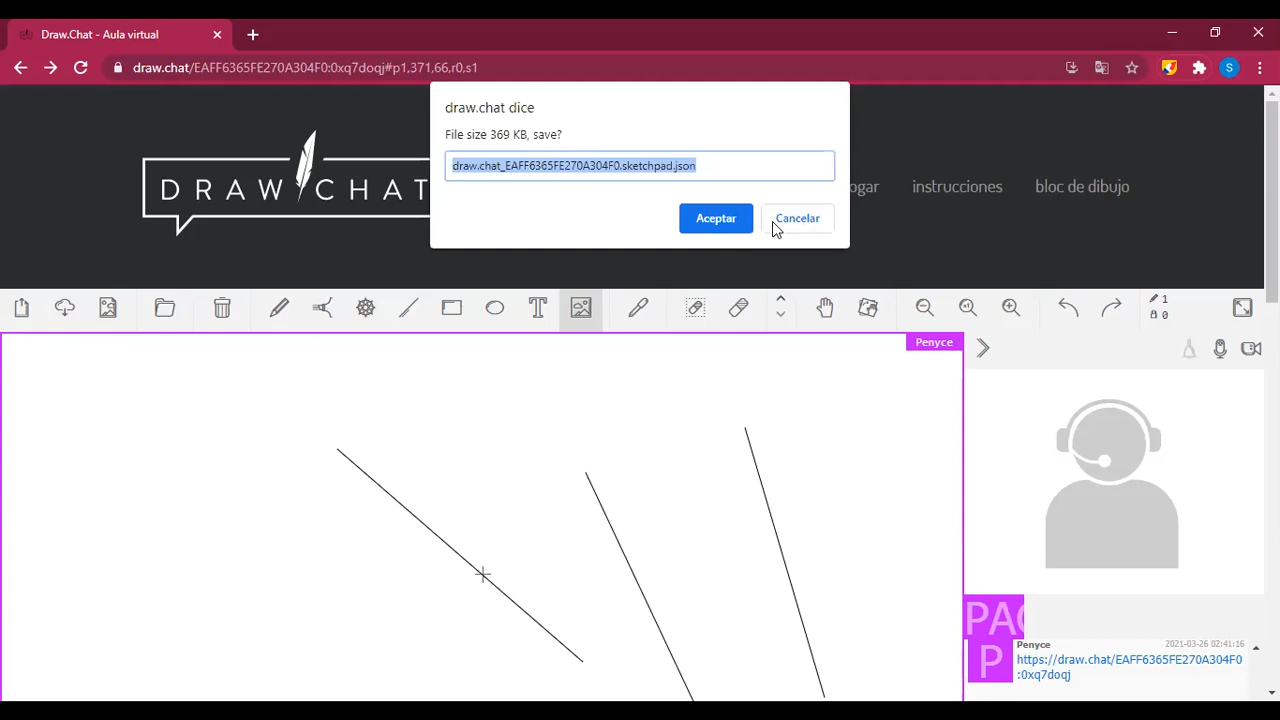 Draw.Chat - Aula virtual
draw.chat/EAFF6365FE270A304F0:0xq7doqj#p1,371,66,r0,s1
S
draw.chat dice
File size 369 KB, save?
draw.chat_EAFF6365FE270A304F0.sketchpad.json
Aceptar
Cancelar
DRAW CHAT
ogar
instrucciones
bloc de dibujo
T
1
0
Penyce
PAG
P
Penyce
2021-03-26 02:41:16
https://draw.chat/EAFF6365FE270A304F0
:0xq7doqj